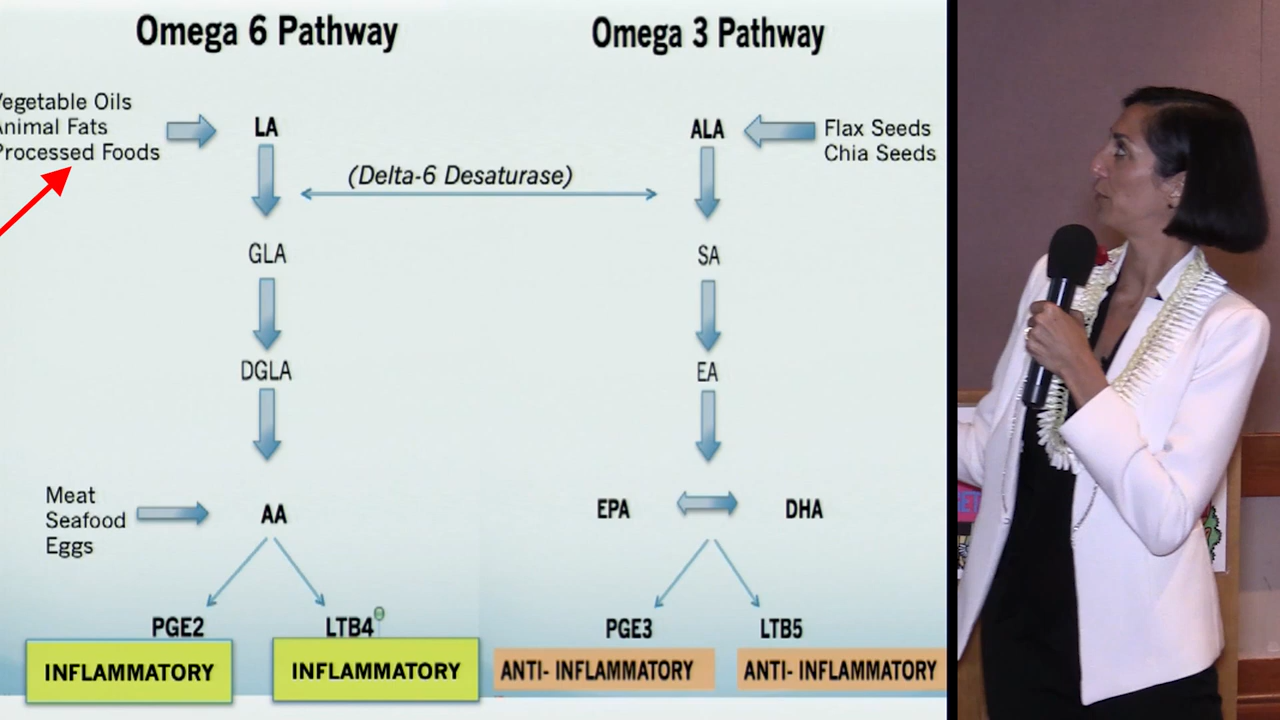 Omega 6 Pathway
Omega 3 Pathway
Vegetable Oils
Animal Fats
Processed Foods
LA
ALA
Flax Seeds
Chia Seeds
(Delta-6 Desaturase)
GLA
SA
DGLA
EA
Meat
Seafood
Eggs
AA
EPA
DHA
PGE2
LTB4
PGE3
LTB5
INFLAMMATORY
INFLAMMATORY
ANTI- INFLAMMATORY
ANTI- INFLAMMATORY